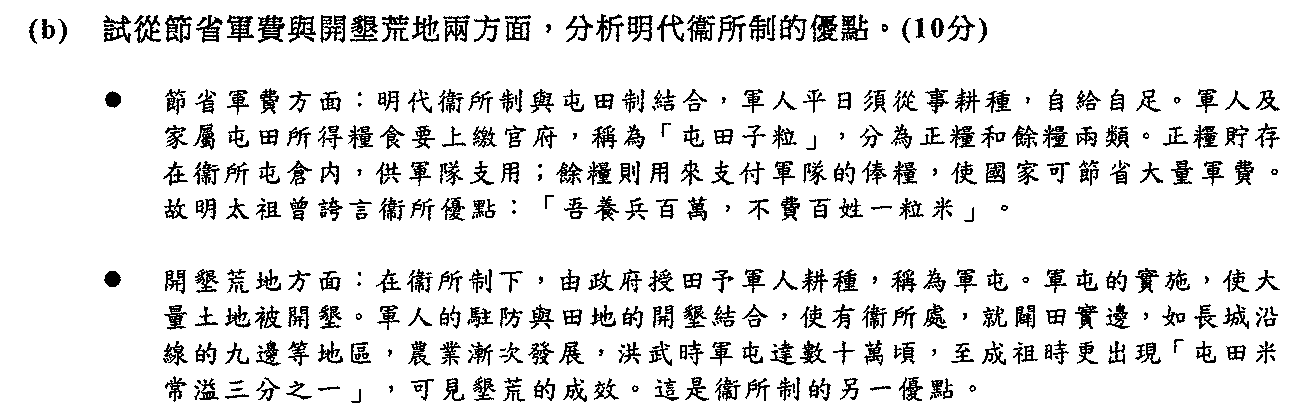 (b) 試從節省軍費與開墾荒地兩方面，分析明代衞所制的優點。(10分)
● 節省軍費方面：明代衞所制與屯田制結合，軍人平日須從事耕種，自給自足。軍人及
家屬屯田所得糧食要上繳官府，稱為「屯田子粒」，分為正糧和餘糧兩類。正糧貯存
在衞所屯倉內，供軍隊支用；餘糧則用來支付軍隊的俸糧，使國家可節省大量軍費。
故明太祖曾誇言衞所優點：「吾養兵百萬，不費百姓一粒米」。
● 開墾荒地方面：在衞所制下，由政府授田予軍人耕種，稱為軍屯。軍屯的實施，使大
量土地被開墾。軍人的駐防與田地的開墾結合，使有衞所處，就闢田實邊，如長城沿
線的九邊等地區，農業漸次發展，洪武時軍屯達數十萬頃，至成祖時更出現「屯田米
常溢三分之一」，可見墾荒的成效。這是衞所制的另一優點。